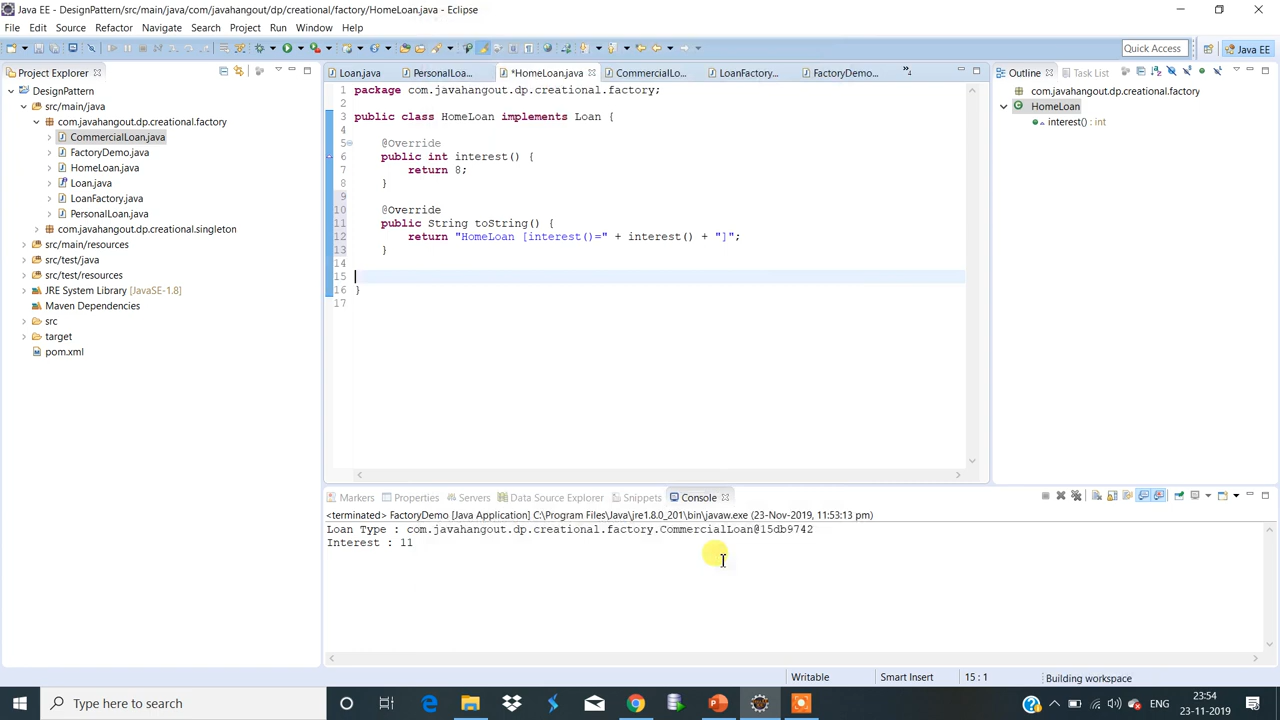 Java EE - DesignPattern/src/main/java/com/javahangout/dp/creational/factory/HomeLoan.java - Eclipse
File Edit Source Refactor Navigate Search Project Run Window Help
Quick Access
Java EE
Project Explorer
DesignPattern
src/main/java
com.javahangout.dp.creational.factory
CommercialLoan.java
FactoryDemo.java
HomeLoan.java
Loan.java
LoanFactory.java
PersonalLoan.java
com.javahangout.dp.creational.singleton
src/main/resources
src/test/java
src/test/resources
JRE System Library [JavaSE-1.8]
Maven Dependencies
src
target
pom.xml
Loan.java PersonalLoa... *HomeLoan.java CommercialLo... LoanFactory... FactoryDemo...
1 package com.javahangout.dp.creational.factory;
2
3 public class HomeLoan implements Loan {
4
5 @Override
6 public int interest() {
7 return 8;
8 }
9
10 @Override
11 public String toString() {
12 return "HomeLoan [interest()=" + interest() + "]";
13 }
14
15
16 }
17
Outline Task List
com.javahangout.dp.creational.factory
HomeLoan
interest() : int
Markers Properties Servers Data Source Explorer Snippets Console
<terminated> FactoryDemo [Java Application] C:\Program Files\Java\jre1.8.0_201\bin\javaw.exe (23-Nov-2019, 11:53:13 pm)
Loan Type : com.javahangout.dp.creational.factory.CommercialLoan@15db9742
Interest : 11
Writable Smart Insert 15 : 1 Building workspace
Type here to search
23:54
23-11-2019